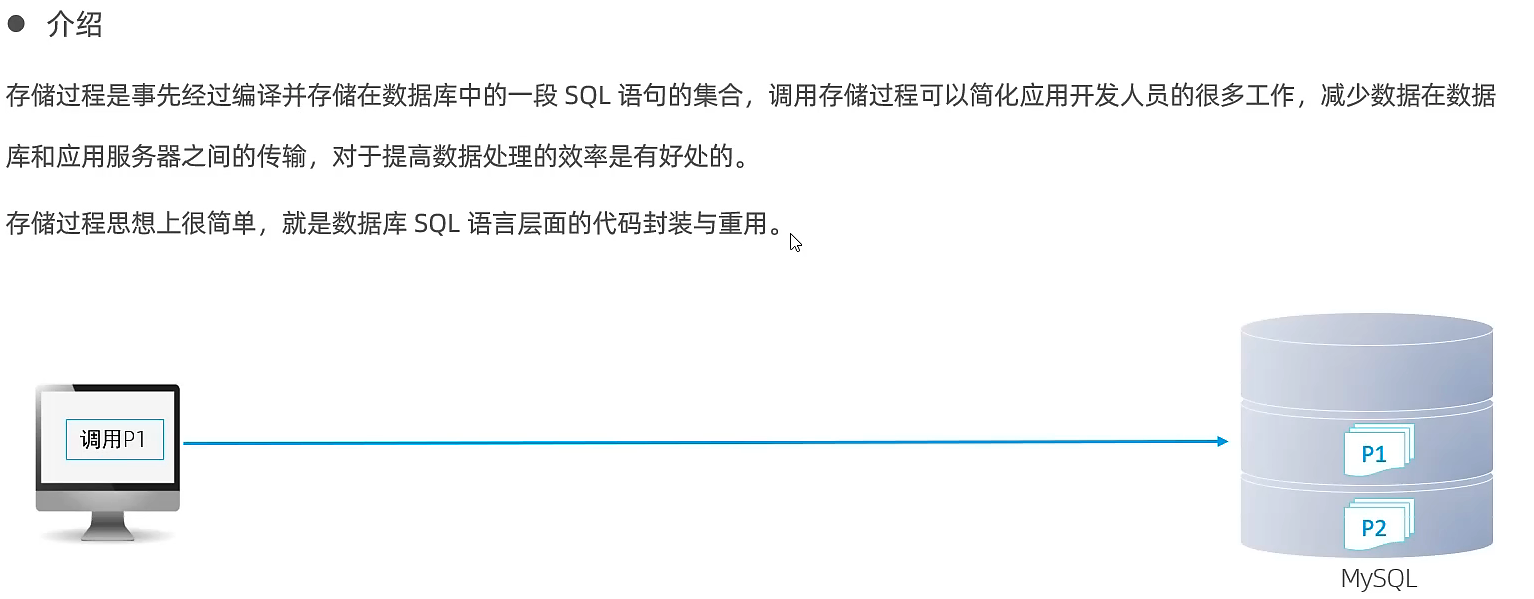 ● 介绍
存储过程是事先经过编译并存储在数据库中的一段 SQL 语句的集合，调用存储过程可以简化应用开发人员的很多工作，减少数据在数据
库和应用服务器之间的传输，对于提高数据处理的效率是有好处的。
存储过程思想上很简单，就是数据库 SQL 语言层面的代码封装与重用。
调用P1
P1
P2
MySQL